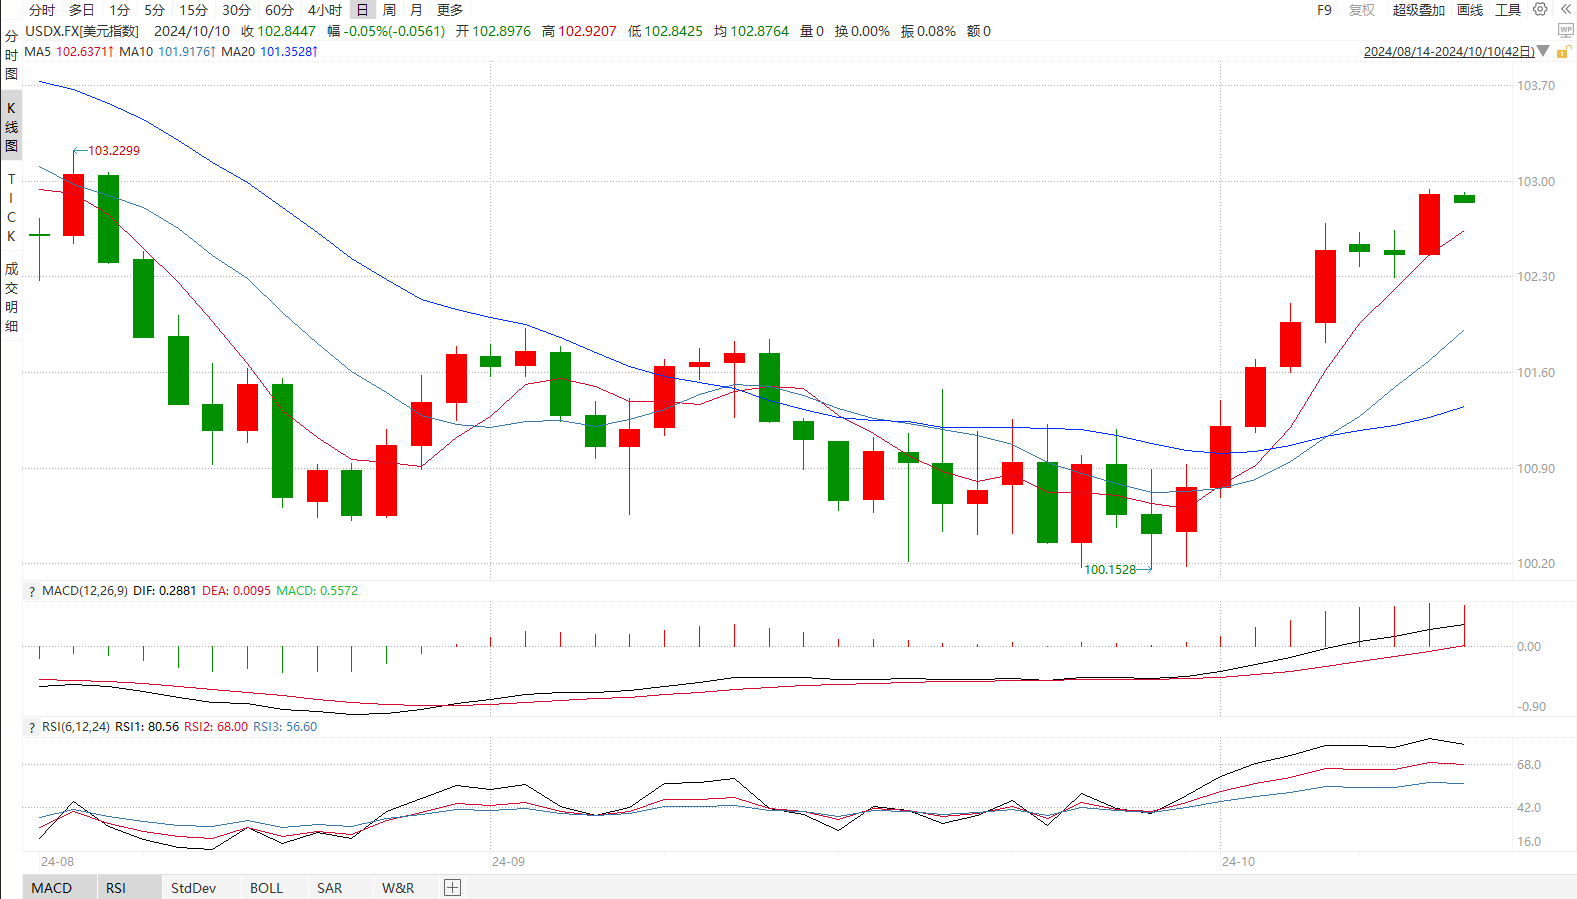 分时 多日 1分 5分 15分 30分 60分 4小时 日 周 月 更多 F9 复权 超级叠加 画线 工具
USDX.FX[美元指数] 2024/10/10 收 102.8447 幅 -0.05%(-0.0561) 开 102.8976 高 102.9207 低 102.8425 均 102.8764 量 0 换 0.00% 振 0.08% 额 0
WP
MA5 102.6371↑ MA10 101.9176↑ MA20 101.3528↑ 2024/08/14-2024/10/10(42日)
分时图
K线图
TICK
成交明细
103.70
103.2299
103.00
102.30
101.60
100.90
100.20
100.1528
? MACD(12,26,9) DIF: 0.2881 DEA: 0.0095 MACD: 0.5572
0.00
-0.90
? RSI(6,12,24) RSI1: 80.56 RSI2: 68.00 RSI3: 56.60
68.0
42.0
16.0
24-08 24-09 24-10
MACD RSI StdDev BOLL SAR W&R